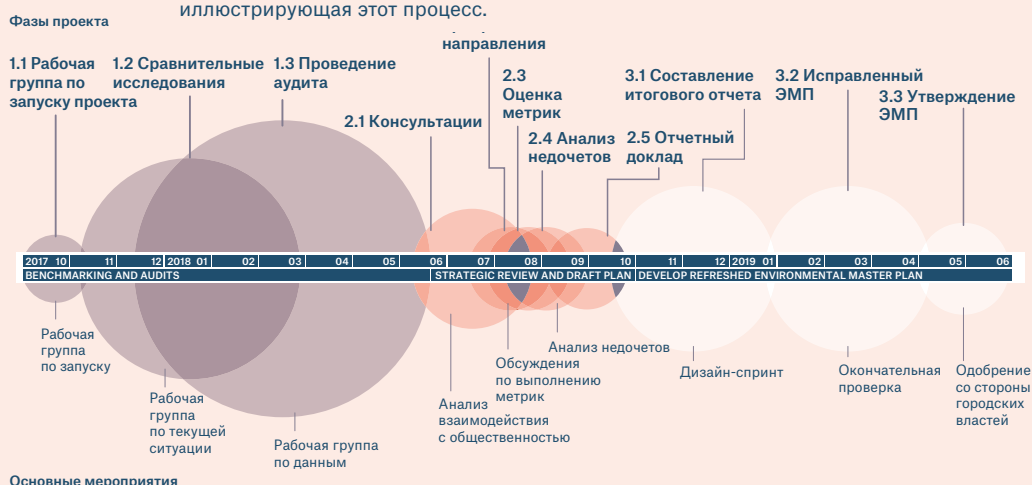 иллюстрирующая этот процесс.
Фазы проекта
направления
1.1 Рабочая
группа по
запуску проекта
1.2 Сравнительные
исследования
1.3 Проведение
аудита
2.1 Консультации
2.3
Оценка
метрик
2.4 Анализ
недочетов
2.5 Отчетный
доклад
3.1 Составление
итогового отчета
3.2 Исправленный
ЭМП
3.3 Утверждение
ЭМП
2017 10 11 12 2018 01 02 03 04 05 06 07 08 09 10 11 12 2019 01 02 03 04 05 06
BENCHMARKING AND AUDITS STRATEGIC REVIEW AND DRAFT PLAN DEVELOP REFRESHED ENVIRONMENTAL MASTER PLAN
Рабочая
группа
по запуску
Рабочая
группа
по текущей
ситуации
Рабочая группа
по данным
Анализ
взаимодействия
с общественностью
Обсуждения
по выполнению
метрик
Анализ недочетов
Дизайн-спринт
Окончательная
проверка
Одобрение
со стороны
городских
властей
Основные мероприятия